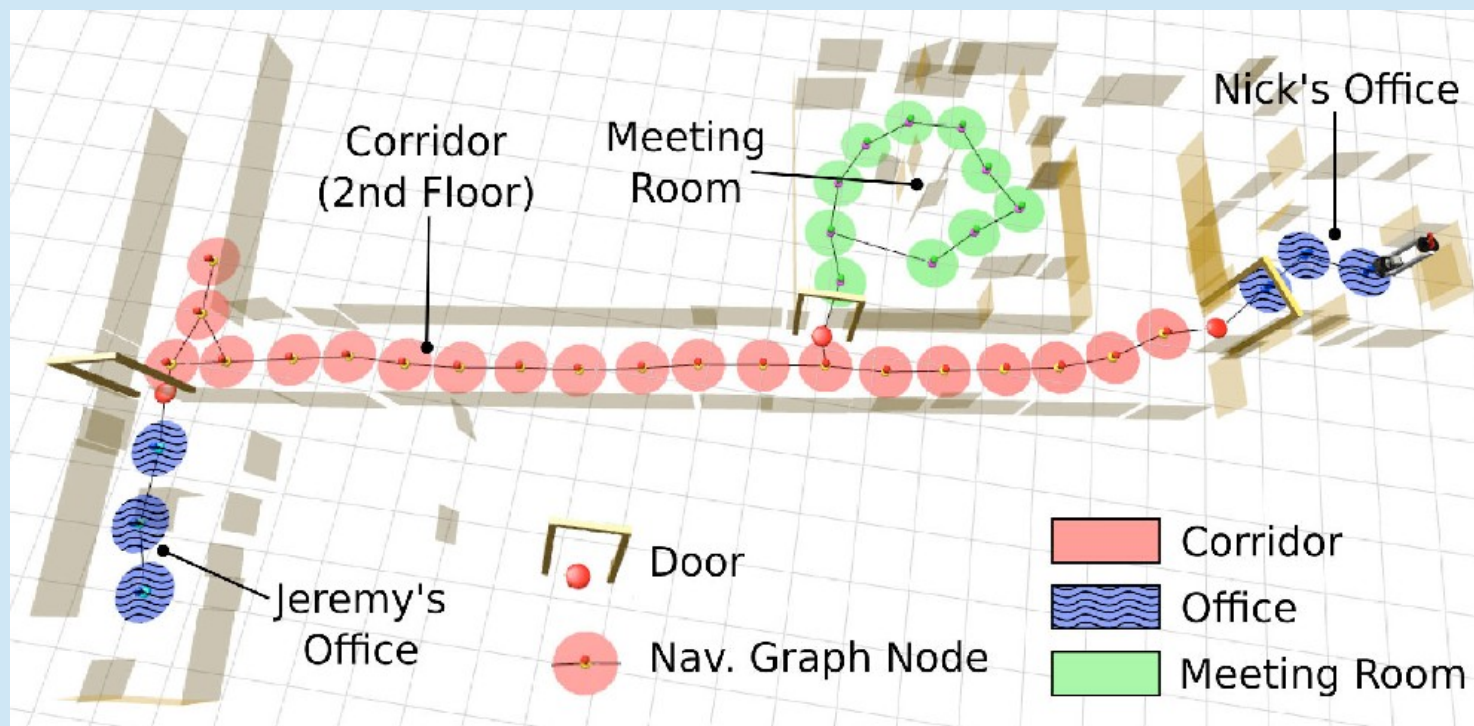 Nick's Office
Corridor
(2nd Floor)
Meeting
Room
Jeremy's
Office
Door
Nav. Graph Node
Corridor
Office
Meeting Room